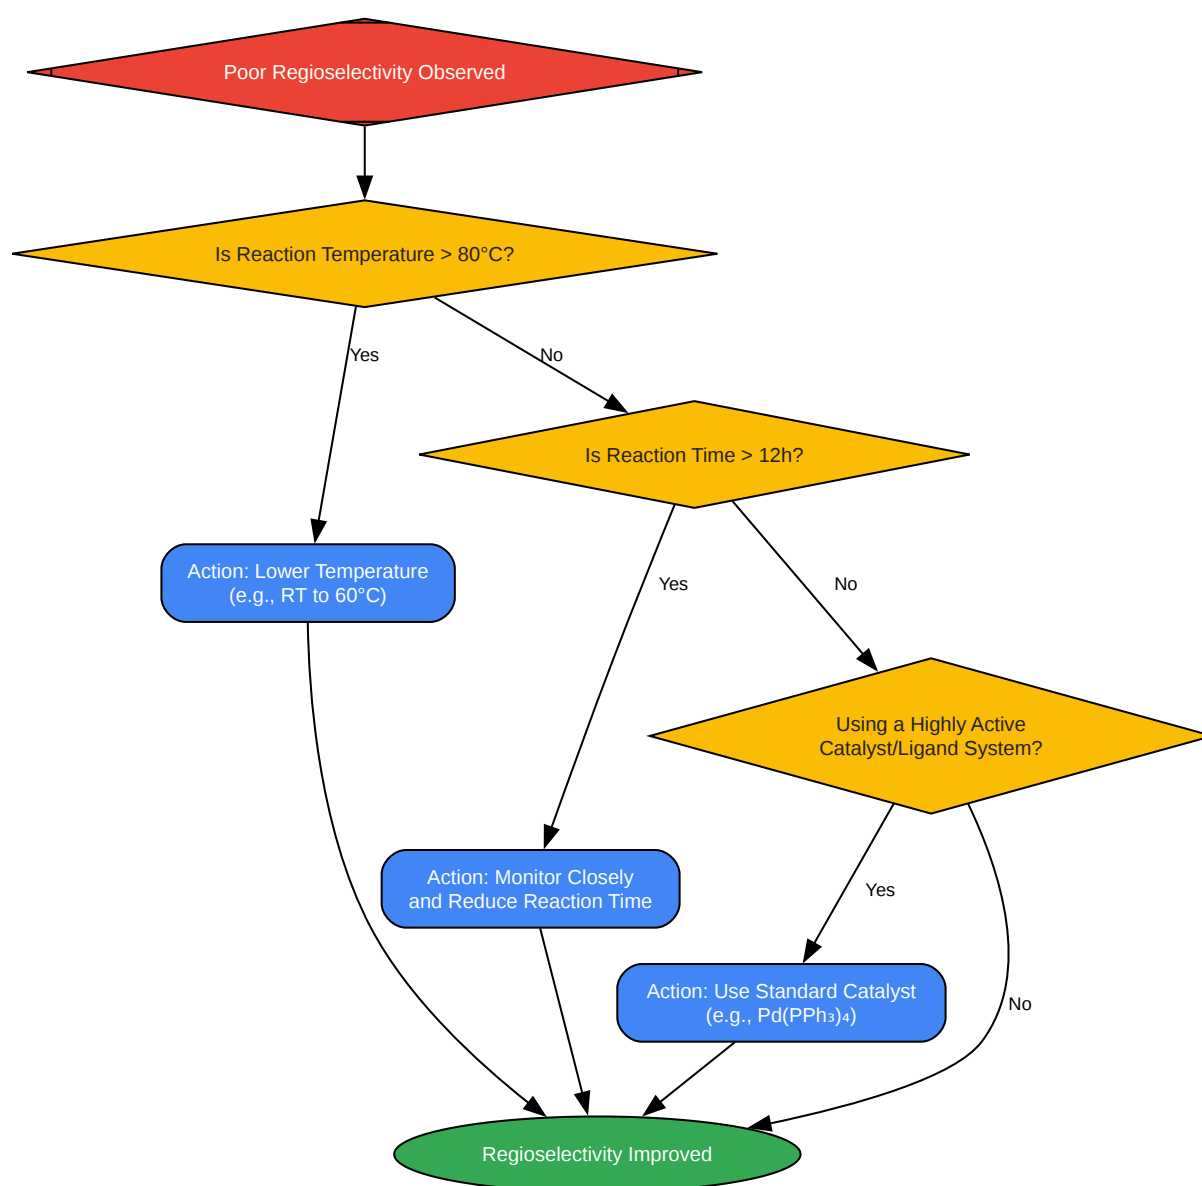 Poor Regioselectivity Observed
Is Reaction Temperature > 80°C?
Yes
No
Is Reaction Time > 12h?
Action: Lower Temperature
(e.g., RT to 60°C)
Yes
No
Using a Highly Active
Catalyst/Ligand System?
Action: Monitor Closely
and Reduce Reaction Time
Yes
Action: Use Standard Catalyst
(e.g., Pd(PPh₃)₄)
No
Regioselectivity Improved